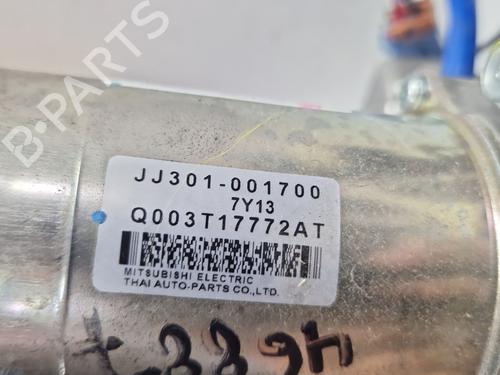 B-PARTS
JJ301-001700
7Y13
Q003T17772AT
MITSUBISHI ELECTRIC
THAI AUTO-PARTS CO.,LTD.